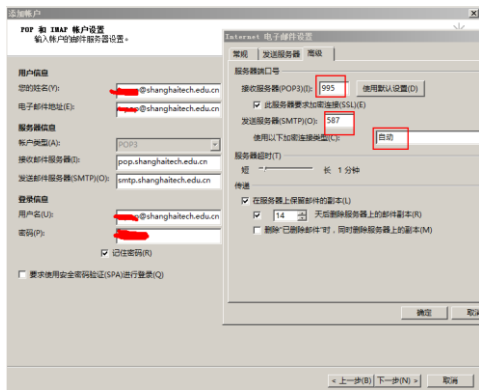 添加帐户
POP 和 IMAP 帐户设置
输入帐户的邮件服务器设置。
用户信息
您的姓名(Y):
@shanghaitech.edu.cn
电子邮件地址(E):
@shanghaitech.edu.cn
服务器信息
帐户类型(A):
POP3
接收邮件服务器(I):
pop.shanghaitech.edu.cn
发送邮件服务器(SMTP)(O):
smtp.shanghaitech.edu.cn
登录信息
用户名(U):
@shanghaitech.edu.cn
密码(P):
记住密码(R)
要求使用安全密码验证(SPA)进行登录(Q)
Internet 电子邮件设置
常规 发送服务器 高级
服务器端口号
接收服务器(POP3)(I): 995 使用默认设置(D)
此服务器要求加密连接(SSL)(E)
发送服务器(SMTP)(O): 587
使用以下加密连接类型(C): 自动
服务器超时(T)
短 长 1 分钟
传递
在服务器上保留邮件的副本(L)
14 天后删除服务器上的邮件副本(R)
删除“已删除邮件”时，同时删除服务器上的副本(M)
确定 取消
< 上一步(B) 下一步(N) > 取消